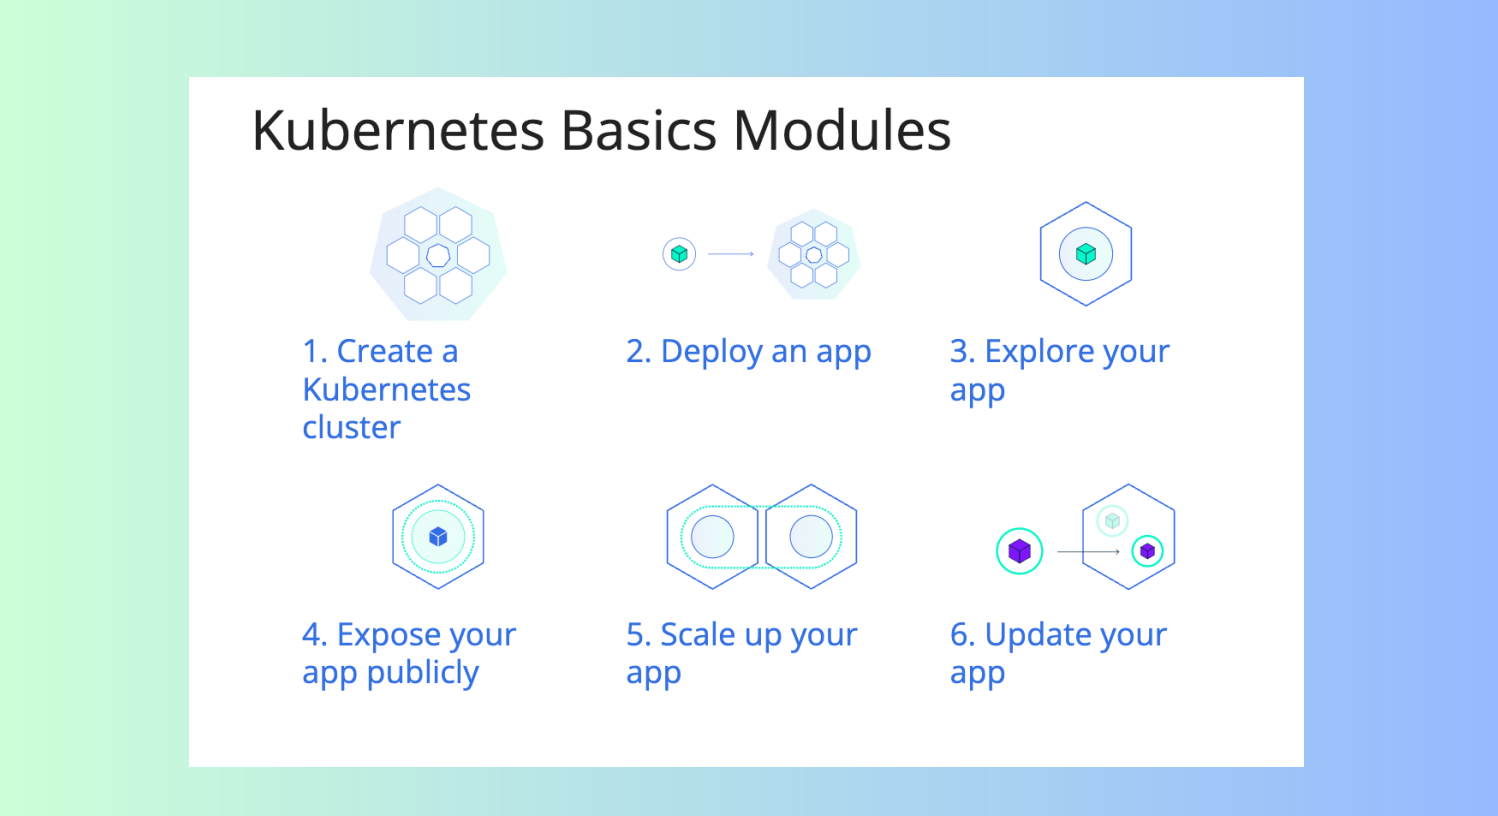 Kubernetes Basics Modules
1. Create a
Kubernetes
cluster
2. Deploy an app
3. Explore your
app
4. Expose your
app publicly
5. Scale up your
app
6. Update your
app